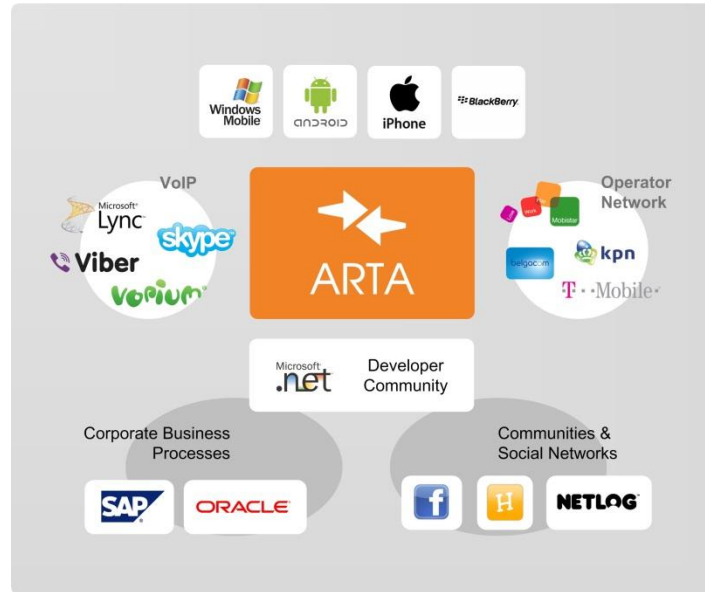 Windows
Mobile
ANDROID
iPhone
BlackBerry
VoIP
Microsoft®
Lync
skype
Viber
vopium
ARTA
Operator
Network
Mobistar
belgacom
kpn
T··Mobile·
Microsoft
.net
Developer
Community
Corporate Business
Processes
SAP
ORACLE
Communities &
Social Networks
f
H
NETLOG